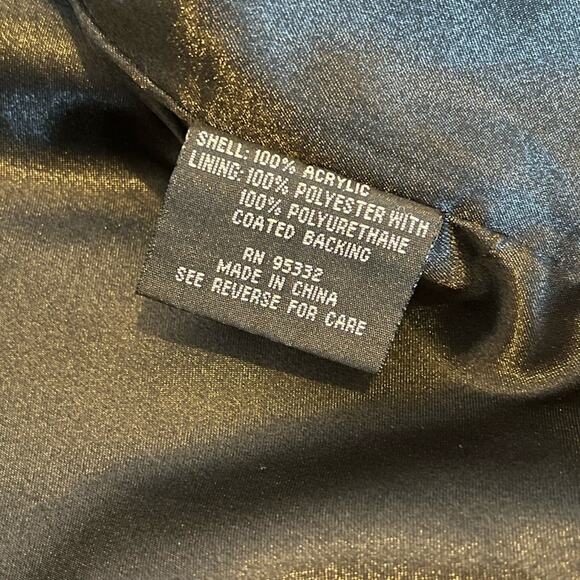 SHELL: 100% ACRYLIC
LINING: 100% POLYESTER WITH
100% POLYURETHANE
COATED BACKING
RN 95332
MADE IN CHINA
SEE REVERSE FOR CARE